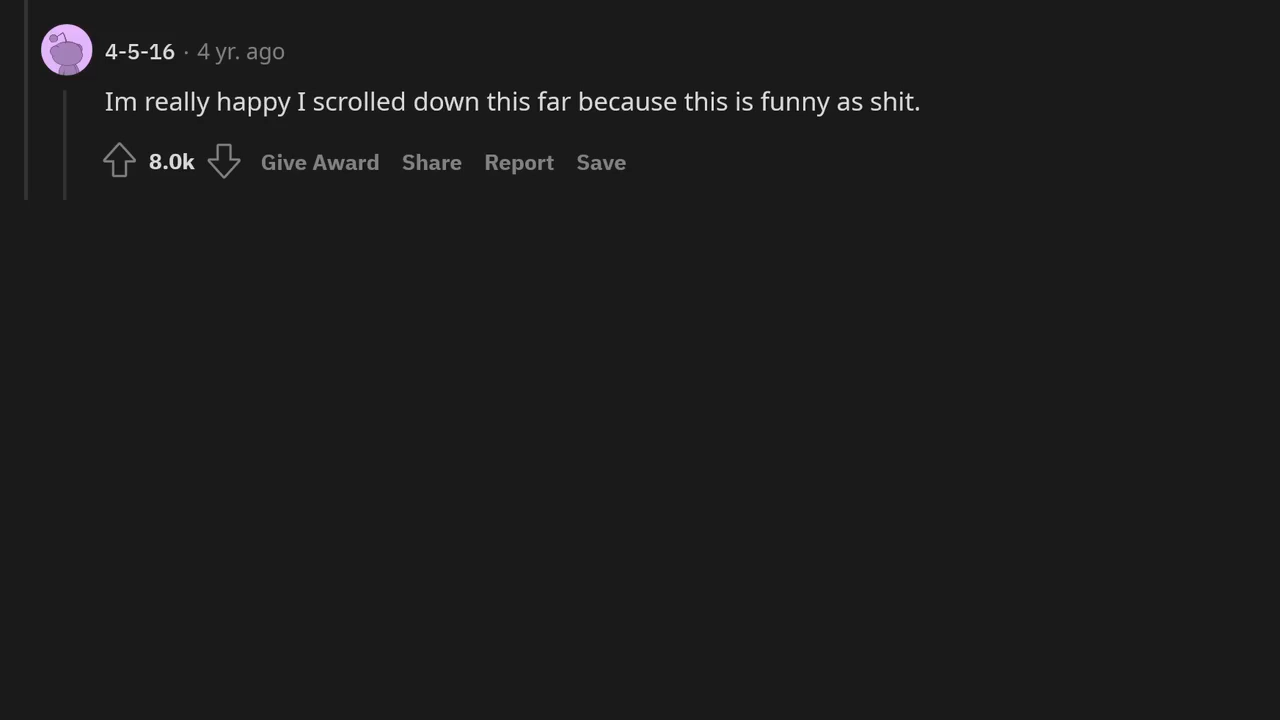 4-5-16 · 4 yr. ago
Im really happy I scrolled down this far because this is funny as shit.
8.0k Give Award Share Report Save